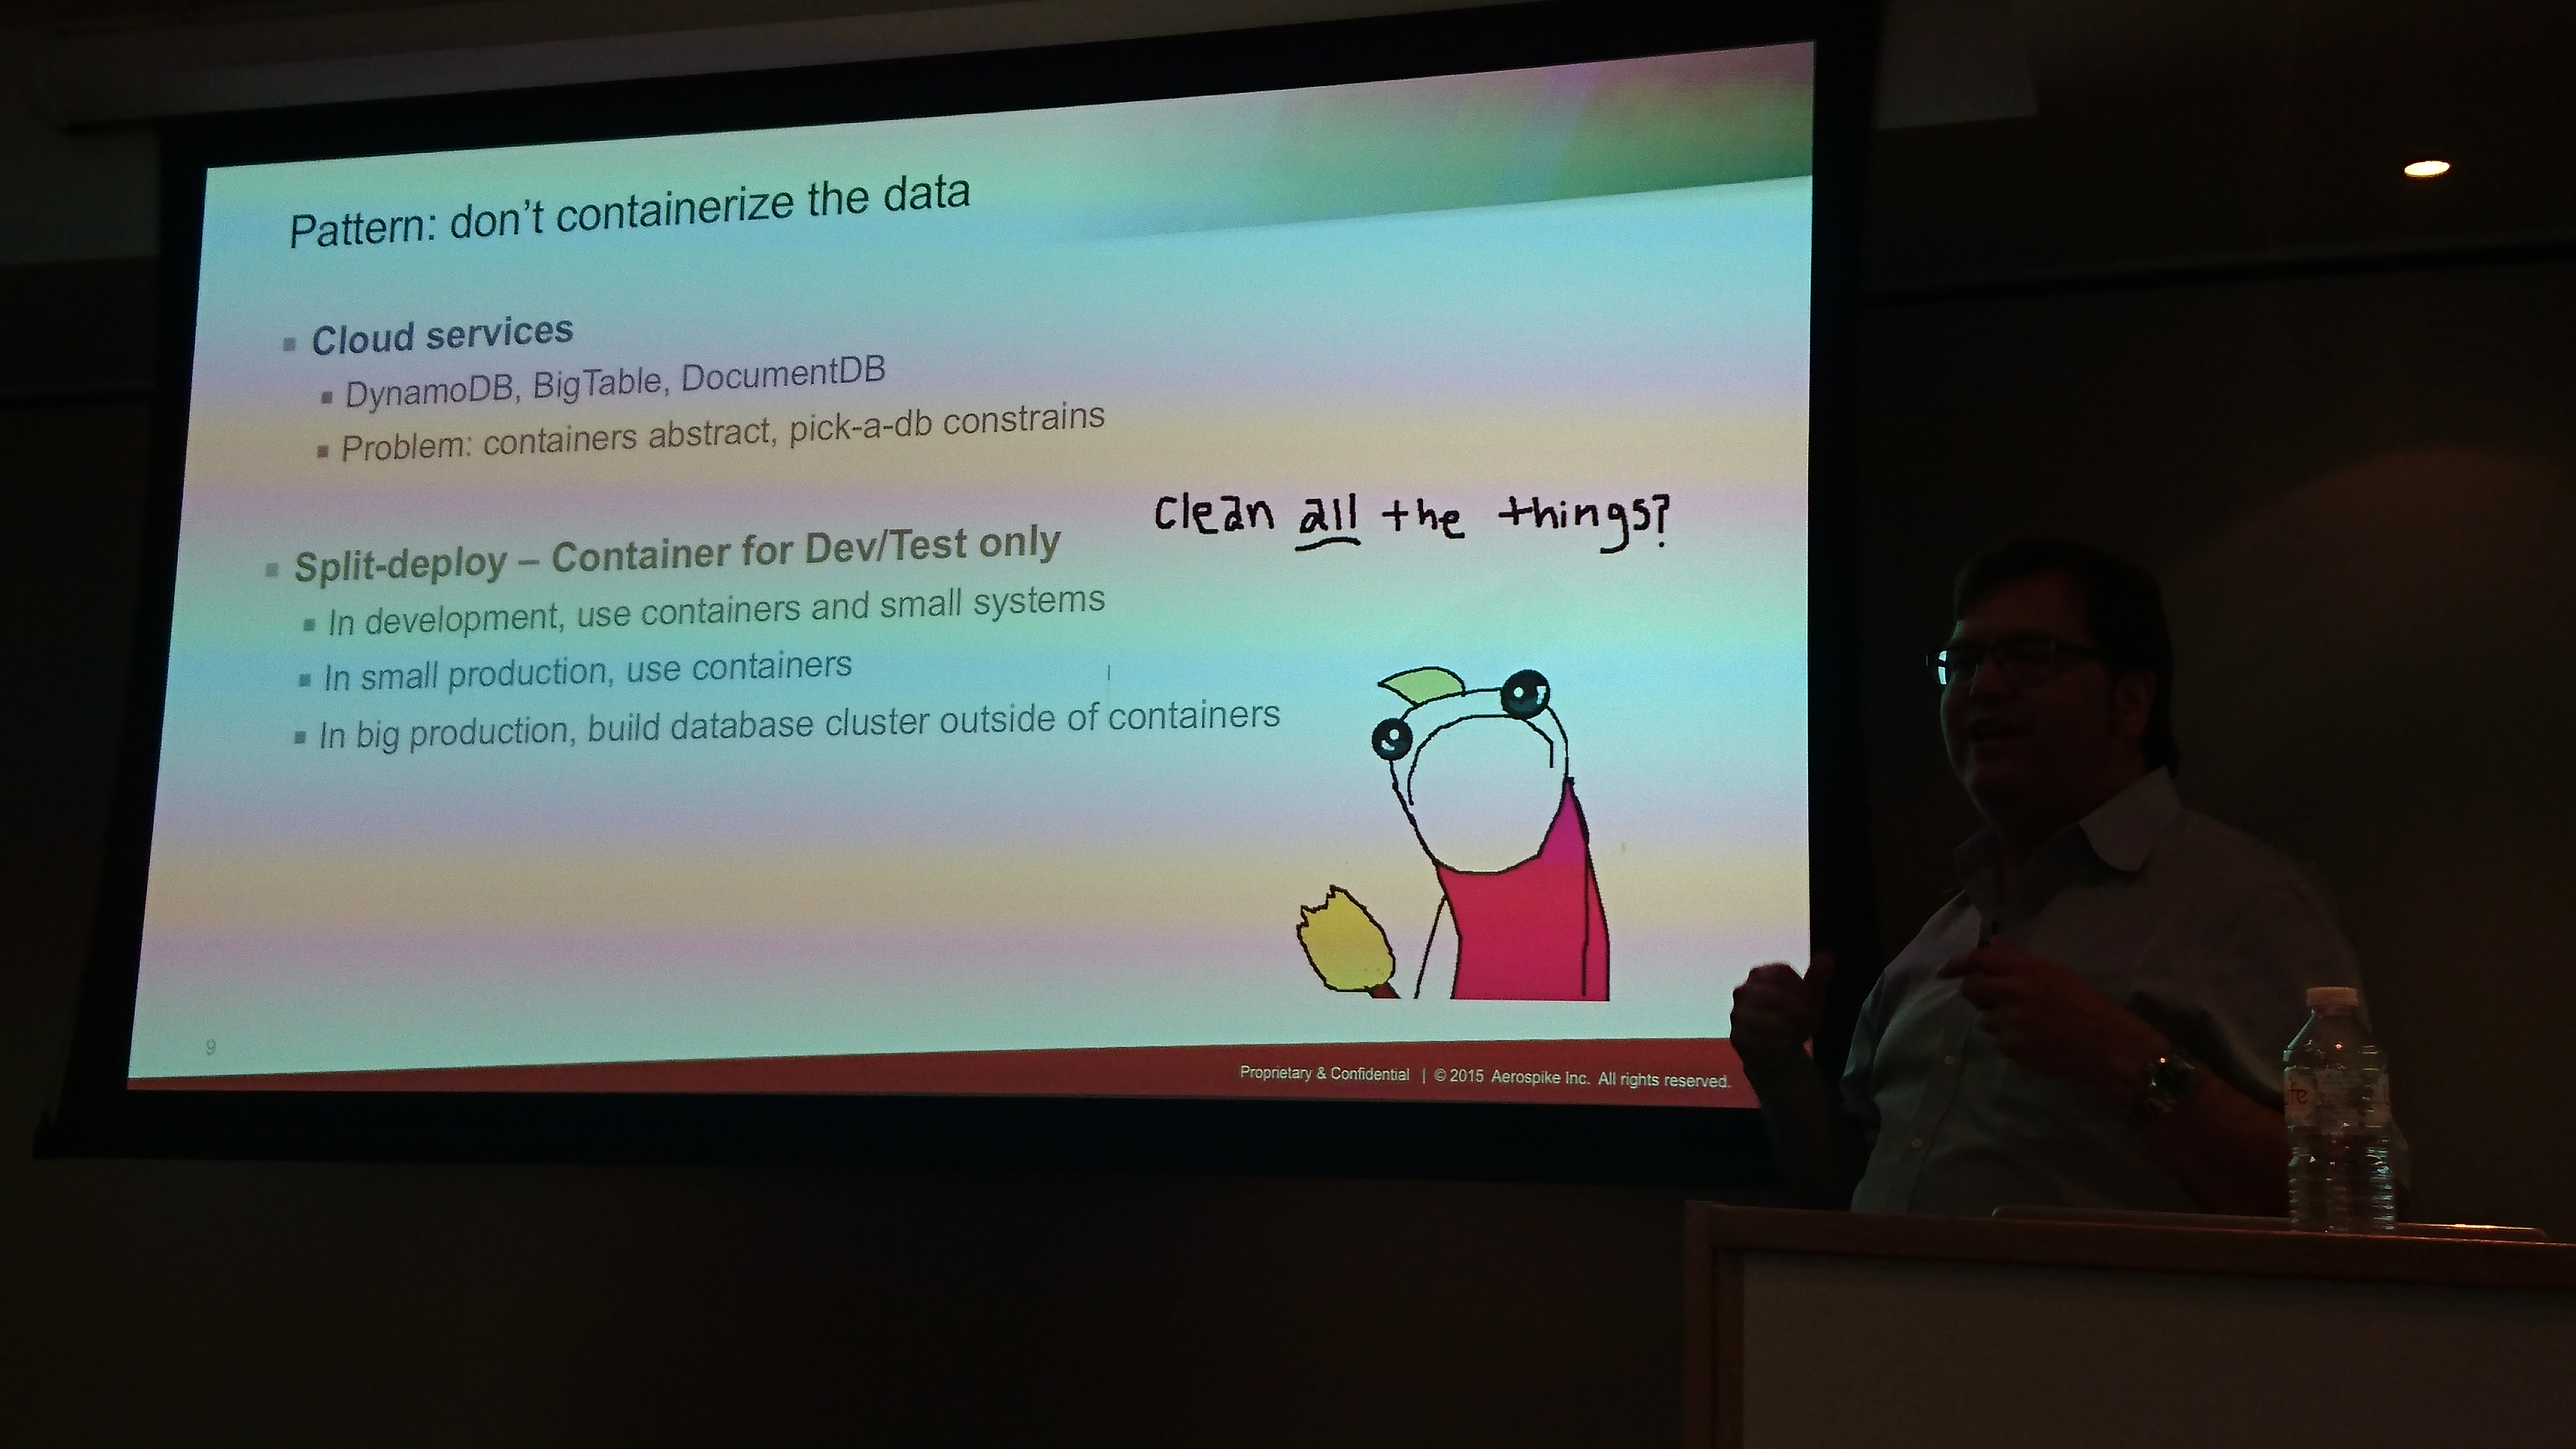 Pattern: don't containerize the data
▪ Cloud services
▪ DynamoDB, BigTable, DocumentDB
▪ Problem: containers abstract, pick-a-db constrains
clean all the things?
▪ Split-deploy – Container for Dev/Test only
▪ In development, use containers and small systems
▪ In small production, use containers
▪ In big production, build database cluster outside of containers
9
Proprietary & Confidential | © 2015 Aerospike Inc. All rights reserved.